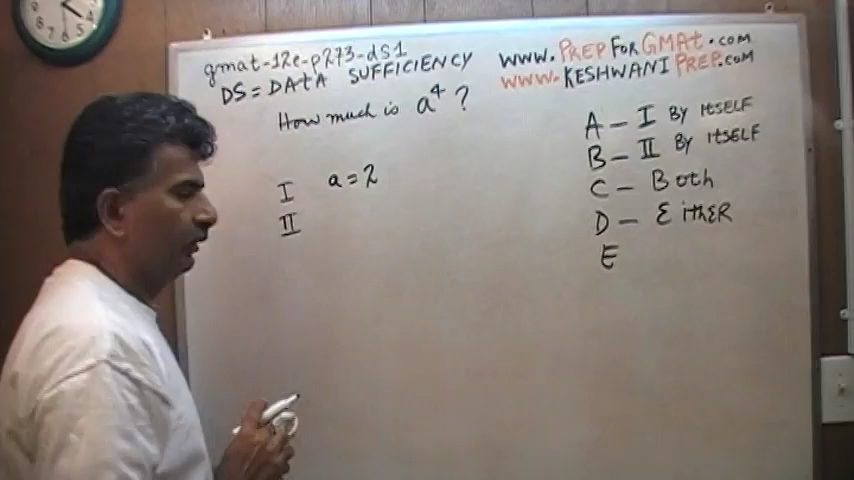 gmat-12e-p273-ds1
DS = DATA SUFFICIENCY
How much is a⁴ ?
I a = 2
II
www.PREPFORGMAT.COM
www.KESHWANIPREP.COM
A - I By ITSELF
B - II By ITSELF
C - Both
D - EITHER
E